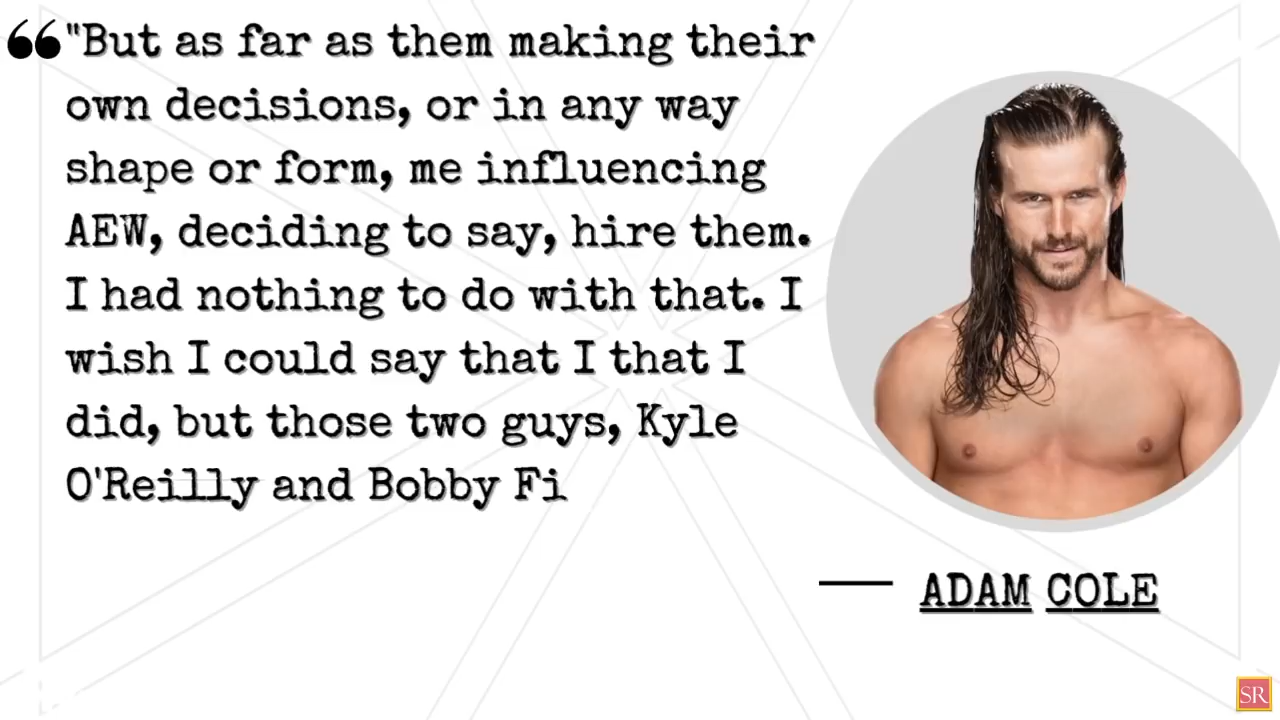 "But as far as them making their
own decisions, or in any way
shape or form, me influencing
AEW, deciding to say, hire them.
I had nothing to do with that. I
wish I could say that I that I
did, but those two guys, Kyle
O'Reilly and Bobby Fi
ADAM COLE
SR